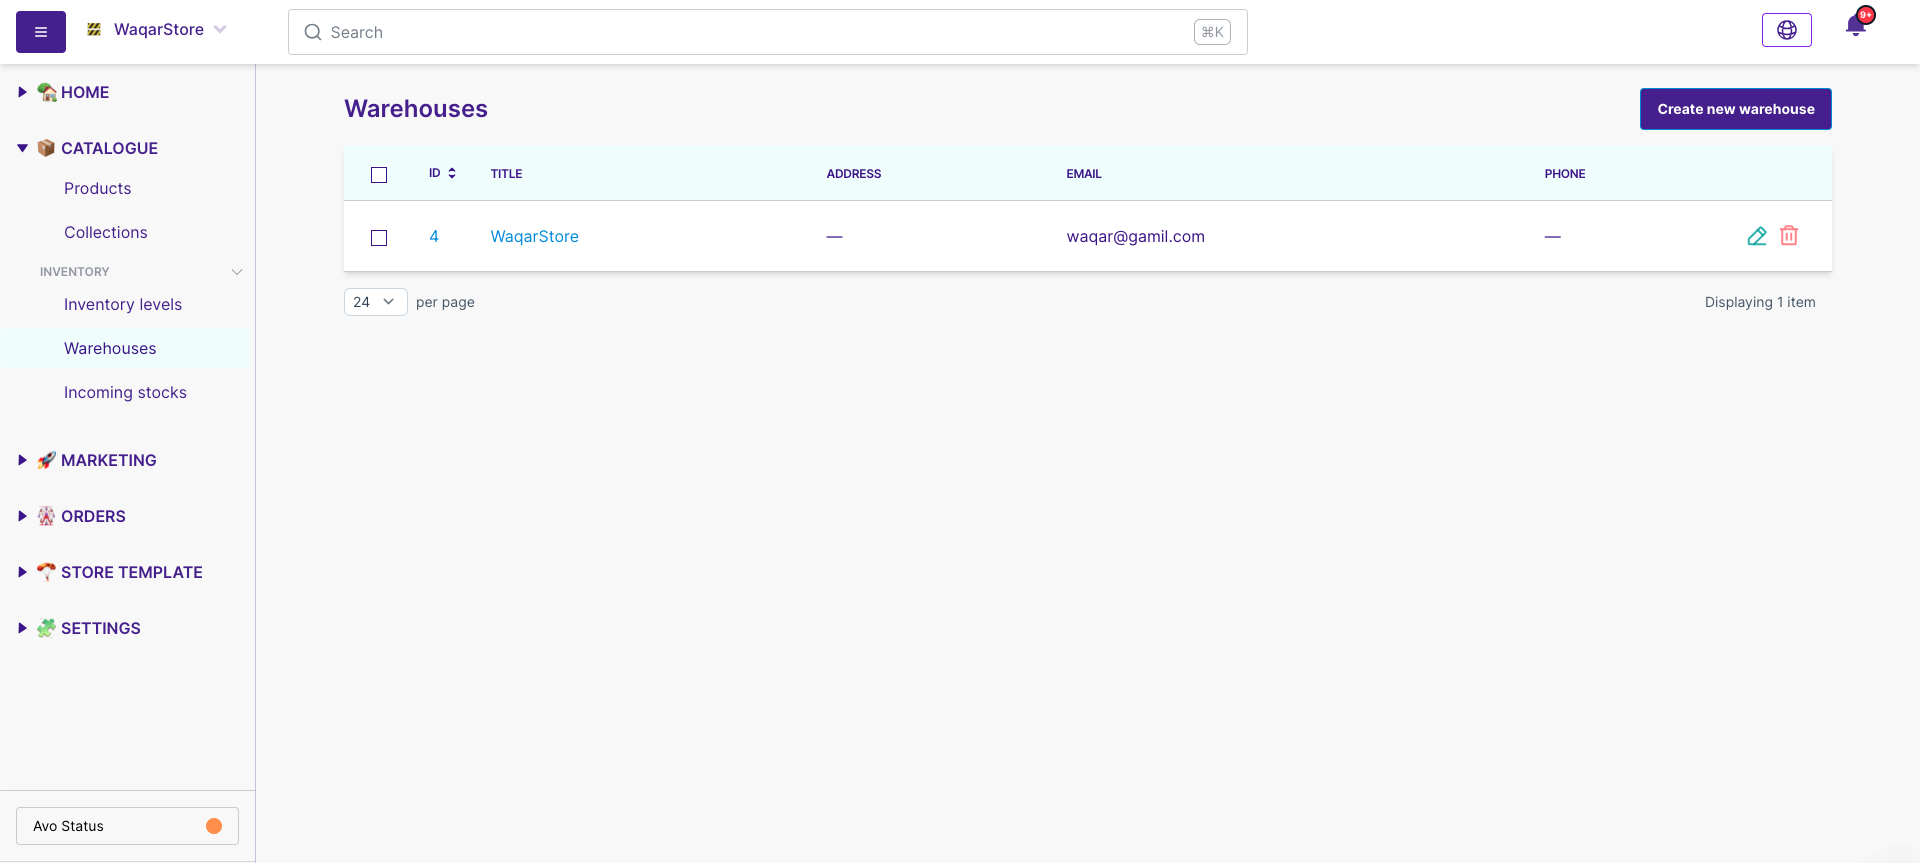 WaqarStore
Search
⌘K
9+
HOME
CATALOGUE
Products
Collections
INVENTORY
Inventory levels
Warehouses
Incoming stocks
MARKETING
ORDERS
STORE TEMPLATE
SETTINGS
Avo Status
Warehouses
Create new warehouse
ID TITLE ADDRESS EMAIL PHONE
4 WaqarStore — waqar@gamil.com —
24 per page
Displaying 1 item